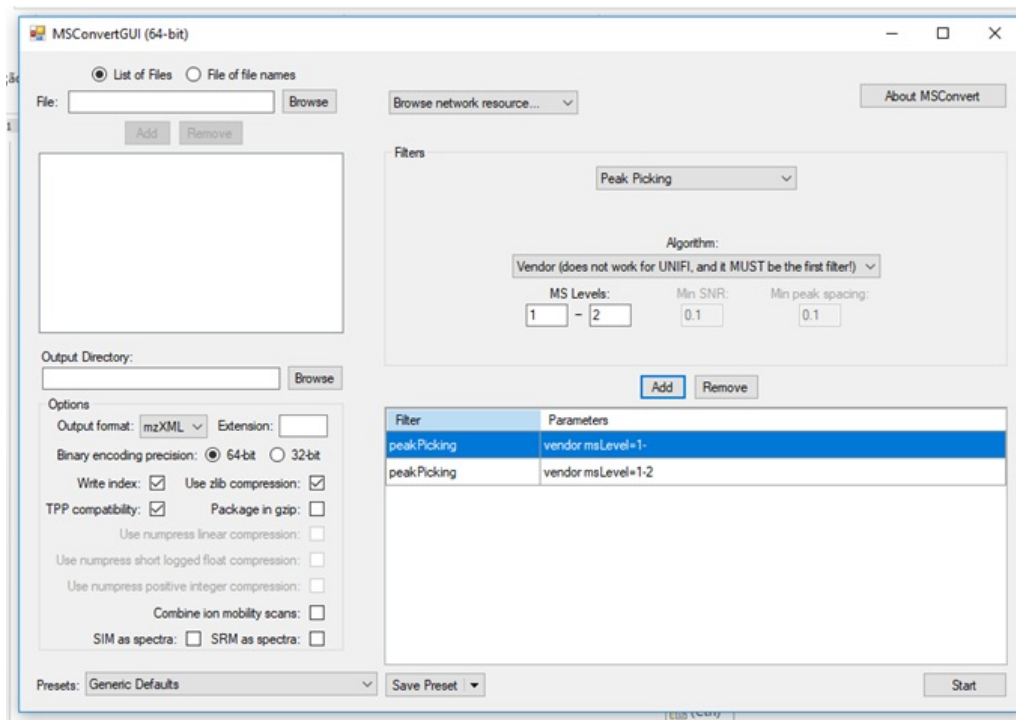 MSConvertGUI (64-bit)
List of Files File of file names
File: Browse
Browse network resource...
About MSConvert
Add Remove
Filters
Peak Picking
Algorithm:
Vendor (does not work for UNIFI, and it MUST be the first filter!)
MS Levels: Min SNR: Min peak spacing:
1 - 2 0.1 0.1
Output Directory:
Browse
Add Remove
Options
Output format: mzXML Extension:
Binary encoding precision: 64-bit 32-bit
Write index: Use zlib compression:
TPP compatibility: Package in gzip:
Use numpress linear compression:
Use numpress short logged float compression:
Use numpress positive integer compression:
Combine ion mobility scans:
SIM as spectra: SRM as spectra:
Filter Parameters
peakPicking vendor msLevel=1-
peakPicking vendor msLevel=1-2
Presets: Generic Defaults
Save Preset
Start
(Ctrl)